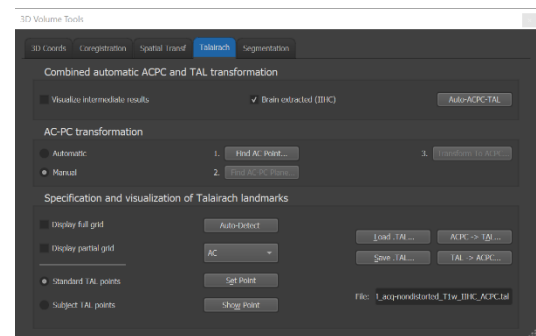 3D Volume Tools
3D Coords Coregistration Spatial Transf Talairach Segmentation
Combined automatic ACPC and TAL transformation
Visualize intermediate results Brain extracted (IIHC) Auto-ACPC-TAL
AC-PC transformation
Automatic 1. Find AC Point... 3. Transform To ACPC...
Manual 2. Find AC-PC Plane...
Specification and visualization of Talairach landmarks
Display full grid Auto-Detect
Load .TAL... ACPC -> TAL...
Display partial grid AC
Save .TAL... TAL -> ACPC...
Standard TAL points Set Point
File: 1_acq-nondistorted_T1w_IIHC_ACPC.tal
Subject TAL points Show Point